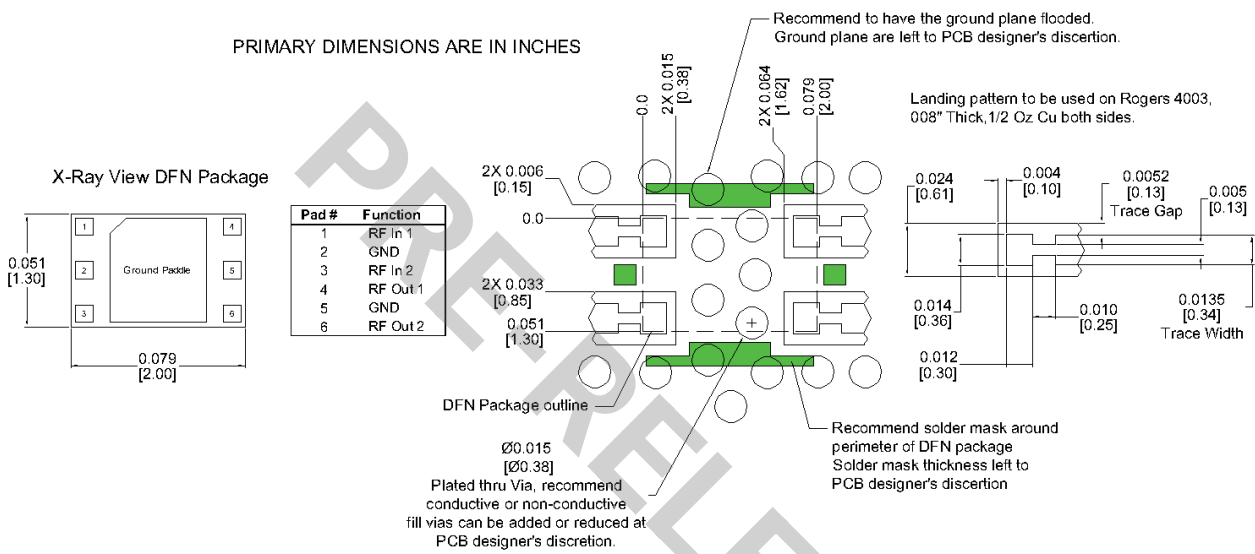 PRIMARY DIMENSIONS ARE IN INCHES
Recommend to have the ground plane flooded.
Ground plane are left to PCB designer's discertion.
0.0
2X 0.015
[0.38]
2X 0.064
[1.62]
0.079
[2.00]
Landing pattern to be used on Rogers 4003,
008" Thick,1/2 Oz Cu both sides.
X-Ray View DFN Package
1
2
3
4
5
6
Ground Paddle
0.051
[1.30]
0.079
[2.00]
Pad # Function
1 RF In 1
2 GND
3 RF In 2
4 RF Out 1
5 GND
6 RF Out 2
2X 0.006
[0.15]
0.0
2X 0.033
[0.85]
0.051
[1.30]
DFN Package outline
Ø0.015
[Ø0.38]
Plated thru Via, recommend
conductive or non-conductive
fill vias can be added or reduced at
PCB designer's discretion.
Recommend solder mask around
perimeter of DFN package
Solder mask thickness left to
PCB designer's discertion
0.024
[0.61]
0.004
[0.10]
0.0052
[0.13]
Trace Gap
0.005
[0.13]
0.014
[0.36]
0.010
[0.25]
0.0135
[0.34]
Trace Width
0.012
[0.30]
PRE-RELE